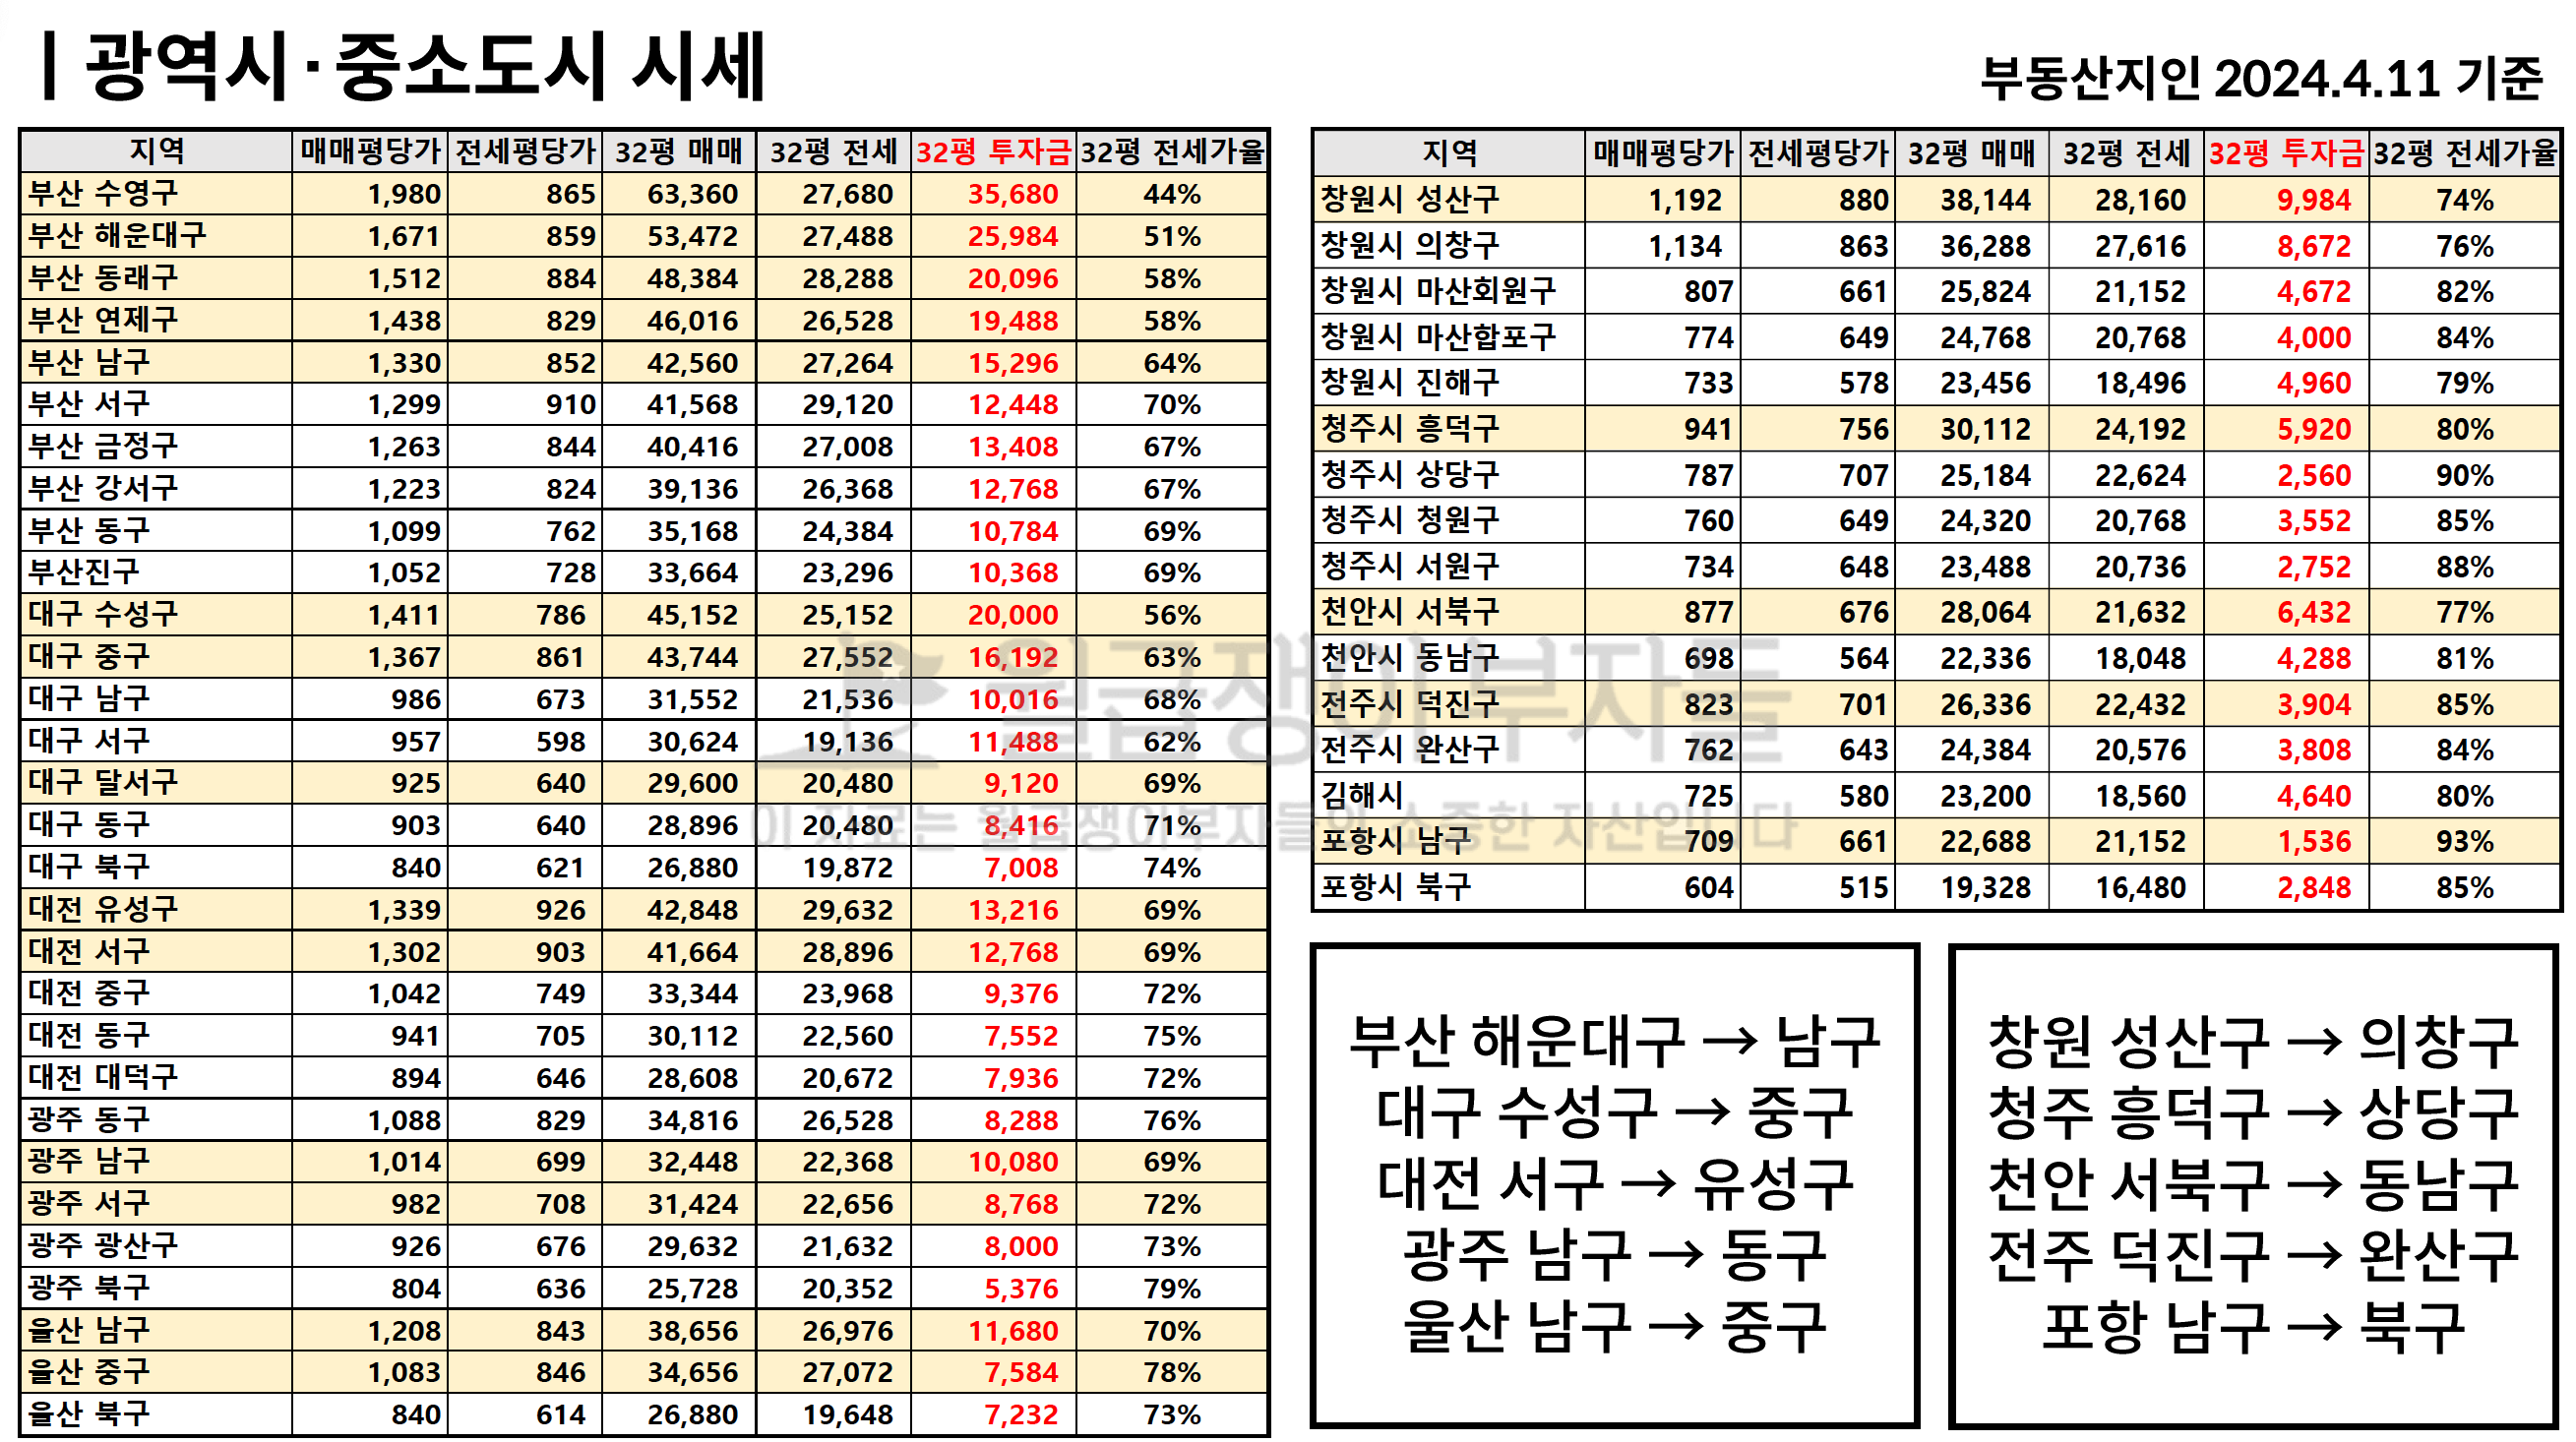 | 광역시·중소도시 시세
부동산지인 2024.4.11 기준
지역 매매평당가 전세평당가 32평 매매 32평 전세 32평 투자금 32평 전세가율
부산 수영구 1,980 865 63,360 27,680 35,680 44%
부산 해운대구 1,671 859 53,472 27,488 25,984 51%
부산 동래구 1,512 884 48,384 28,288 20,096 58%
부산 연제구 1,438 829 46,016 26,528 19,488 58%
부산 남구 1,330 852 42,560 27,264 15,296 64%
부산 서구 1,299 910 41,568 29,120 12,448 70%
부산 금정구 1,263 844 40,416 27,008 13,408 67%
부산 강서구 1,223 824 39,136 26,368 12,768 67%
부산 동구 1,099 762 35,168 24,384 10,784 69%
부산진구 1,052 728 33,664 23,296 10,368 69%
대구 수성구 1,411 786 45,152 25,152 20,000 56%
대구 중구 1,367 861 43,744 27,552 16,192 63%
대구 남구 986 673 31,552 21,536 10,016 68%
대구 서구 957 598 30,624 19,136 11,488 62%
대구 달서구 925 640 29,600 20,480 9,120 69%
대구 동구 903 640 28,896 20,480 8,416 71%
대구 북구 840 621 26,880 19,872 7,008 74%
대전 유성구 1,339 926 42,848 29,632 13,216 69%
대전 서구 1,302 903 41,664 28,896 12,768 69%
대전 중구 1,042 749 33,344 23,968 9,376 72%
대전 동구 941 705 30,112 22,560 7,552 75%
대전 대덕구 894 646 28,608 20,672 7,936 72%
광주 동구 1,088 829 34,816 26,528 8,288 76%
광주 남구 1,014 699 32,448 22,368 10,080 69%
광주 서구 982 708 31,424 22,656 8,768 72%
광주 광산구 926 676 29,632 21,632 8,000 73%
광주 북구 804 636 25,728 20,352 5,376 79%
울산 남구 1,208 843 38,656 26,976 11,680 70%
울산 중구 1,083 846 34,656 27,072 7,584 78%
울산 북구 840 614 26,880 19,648 7,232 73%
지역 매매평당가 전세평당가 32평 매매 32평 전세 32평 투자금 32평 전세가율
창원시 성산구 1,192 880 38,144 28,160 9,984 74%
창원시 의창구 1,134 863 36,288 27,616 8,672 76%
창원시 마산회원구 807 661 25,824 21,152 4,672 82%
창원시 마산합포구 774 649 24,768 20,768 4,000 84%
창원시 진해구 733 578 23,456 18,496 4,960 79%
청주시 흥덕구 941 756 30,112 24,192 5,920 80%
청주시 상당구 787 707 25,184 22,624 2,560 90%
청주시 청원구 760 649 24,320 20,768 3,552 85%
청주시 서원구 734 648 23,488 20,736 2,752 88%
천안시 서북구 877 676 28,064 21,632 6,432 77%
천안시 동남구 698 564 22,336 18,048 4,288 81%
전주시 덕진구 823 701 26,336 22,432 3,904 85%
전주시 완산구 762 643 24,384 20,576 3,808 84%
김해시 725 580 23,200 18,560 4,640 80%
포항시 남구 709 661 22,688 21,152 1,536 93%
포항시 북구 604 515 19,328 16,480 2,848 85%
월급쟁이부자들
이 자료는 월급쟁이부자들의 소중한 자산입니다
부산 해운대구 → 남구
대구 수성구 → 중구
대전 서구 → 유성구
광주 남구 → 동구
울산 남구 → 중구
창원 성산구 → 의창구
청주 흥덕구 → 상당구
천안 서북구 → 동남구
전주 덕진구 → 완산구
포항 남구 → 북구